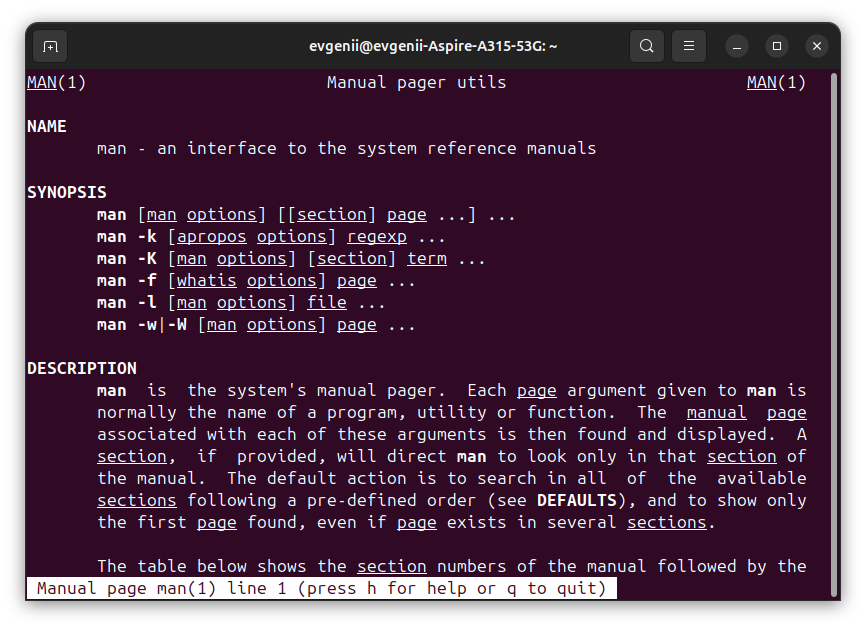 evgenii@evgenii-Aspire-A315-53G: ~
MAN(1) Manual pager utils MAN(1)
NAME
man - an interface to the system reference manuals
SYNOPSIS
man [man options] [[section] page ...] ...
man -k [apropos options] regexp ...
man -K [man options] [section] term ...
man -f [whatis options] page ...
man -l [man options] file ...
man -w|-W [man options] page ...
DESCRIPTION
man is the system's manual pager. Each page argument given to man is
normally the name of a program, utility or function. The manual page
associated with each of these arguments is then found and displayed. A
section, if provided, will direct man to look only in that section of
the manual. The default action is to search in all of the available
sections following a pre-defined order (see DEFAULTS), and to show only
the first page found, even if page exists in several sections.
The table below shows the section numbers of the manual followed by the
Manual page man(1) line 1 (press h for help or q to quit)